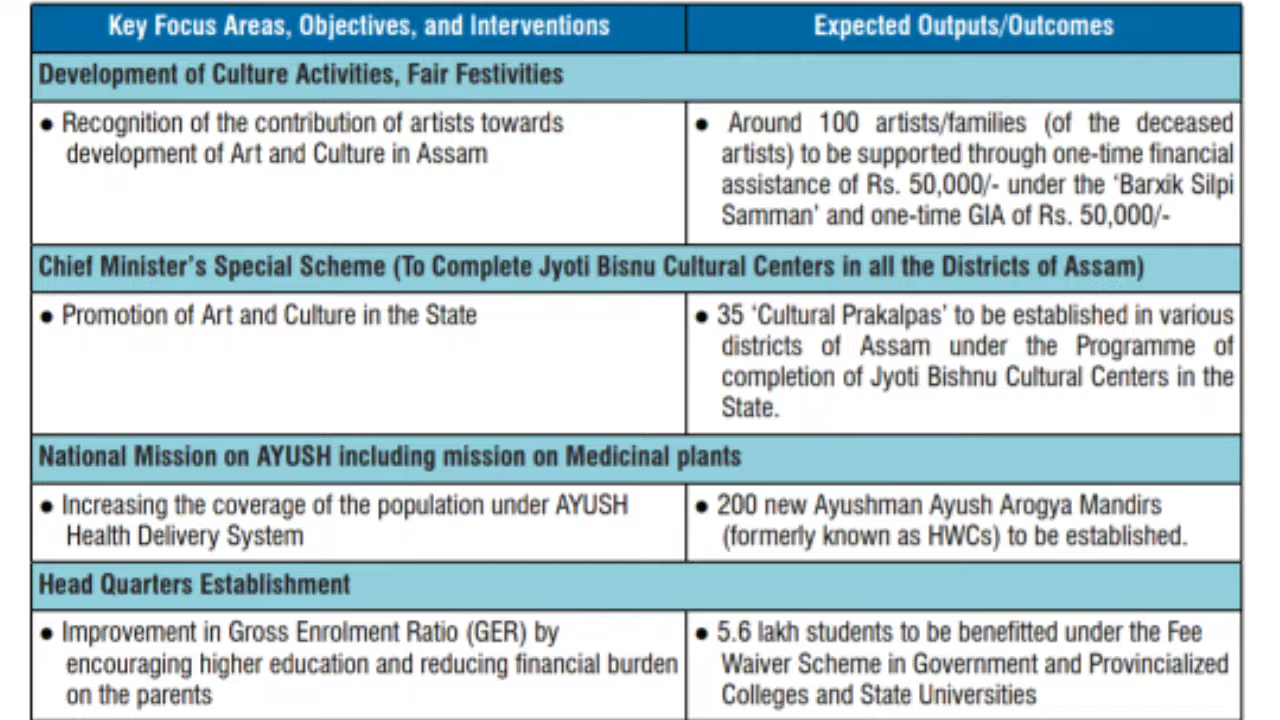 Key Focus Areas, Objectives, and Interventions
Expected Outputs/Outcomes
Development of Culture Activities, Fair Festivities
● Recognition of the contribution of artists towards
development of Art and Culture in Assam
● Around 100 artists/families (of the deceased
artists) to be supported through one-time financial
assistance of Rs. 50,000/- under the ‘Barxik Silpi
Samman’ and one-time GIA of Rs. 50,000/-
Chief Minister’s Special Scheme (To Complete Jyoti Bisnu Cultural Centers in all the Districts of Assam)
● Promotion of Art and Culture in the State
● 35 ‘Cultural Prakalpas’ to be established in various
districts of Assam under the Programme of
completion of Jyoti Bishnu Cultural Centers in the
State.
National Mission on AYUSH including mission on Medicinal plants
● Increasing the coverage of the population under AYUSH
Health Delivery System
● 200 new Ayushman Ayush Arogya Mandirs
(formerly known as HWCs) to be established.
Head Quarters Establishment
● Improvement in Gross Enrolment Ratio (GER) by
encouraging higher education and reducing financial burden
on the parents
● 5.6 lakh students to be benefitted under the Fee
Waiver Scheme in Government and Provincialized
Colleges and State Universities